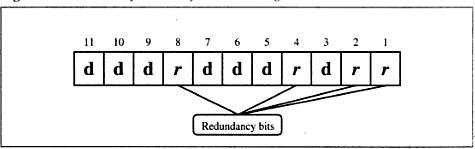 11 10 9 8 7 6 5 4 3 2 1
d d d r d d d r d r r
Redundancy bits